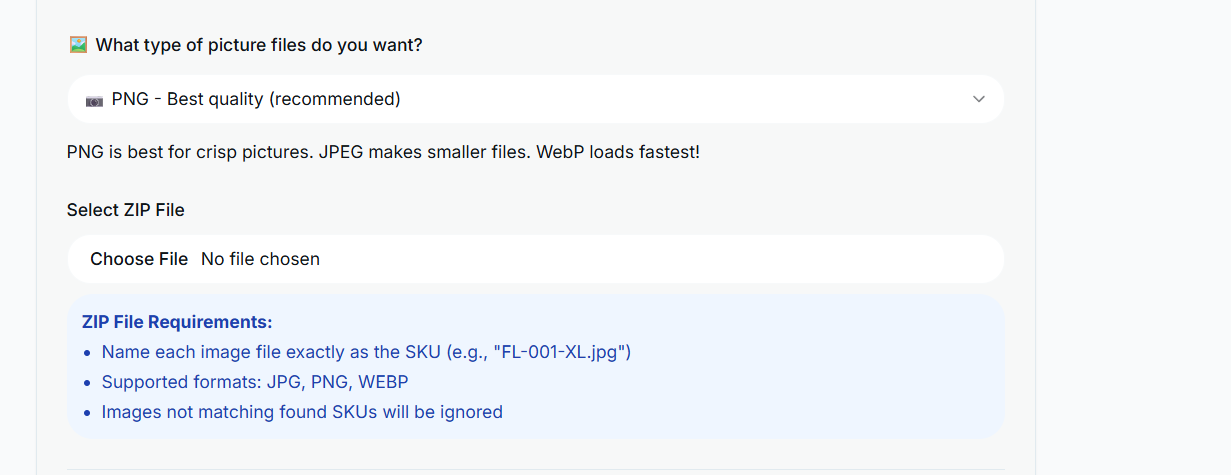 What type of picture files do you want?
PNG - Best quality (recommended)
PNG is best for crisp pictures. JPEG makes smaller files. WebP loads fastest!
Select ZIP File
Choose File No file chosen
ZIP File Requirements:
• Name each image file exactly as the SKU (e.g., "FL-001-XL.jpg")
• Supported formats: JPG, PNG, WEBP
• Images not matching found SKUs will be ignored